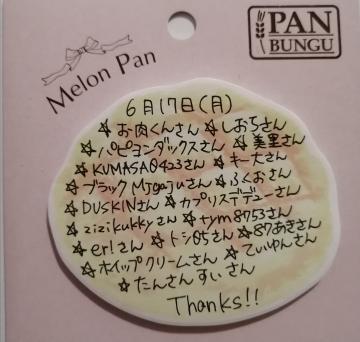 Melon Pan
PAN
BUNGU
6月17日(月)
☆お肉くんさん ☆しおちさん
☆パピヨンダックスさん ☆美里さん
☆KUMASA0423さん ☆キー大さん
☆ブラックMJgajuさん ☆ふくおさん
☆DUSKINさん ☆カプリスデデューさん
☆zizikukkyさん ☆tym8753さん
☆er!さん ☆トシ05さん ☆87あきさん
☆ホイップクリームさん ☆ていゆんさん
☆たんさんすいさん
Thanks!!